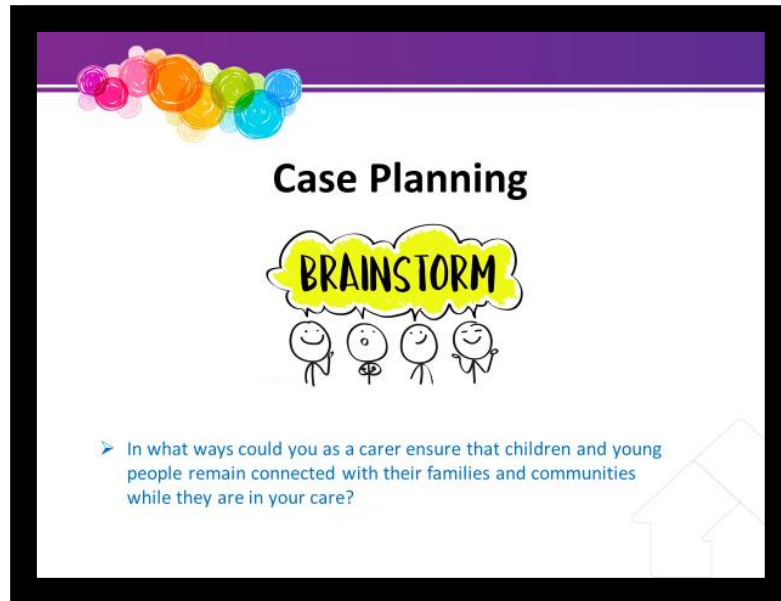 Case Planning
BRAINSTORM
➢ In what ways could you as a carer ensure that children and young
people remain connected with their families and communities
while they are in your care?